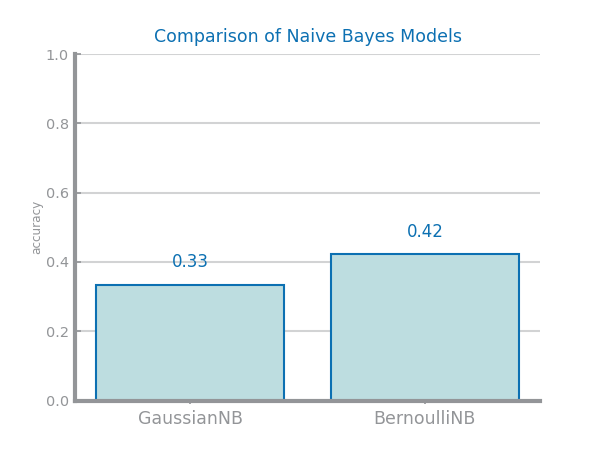 Comparison of Naive Bayes Models
1.0
0.8
0.6
0.4
0.2
0.0
accuracy
0.33
0.42
GaussianNB
BernoulliNB